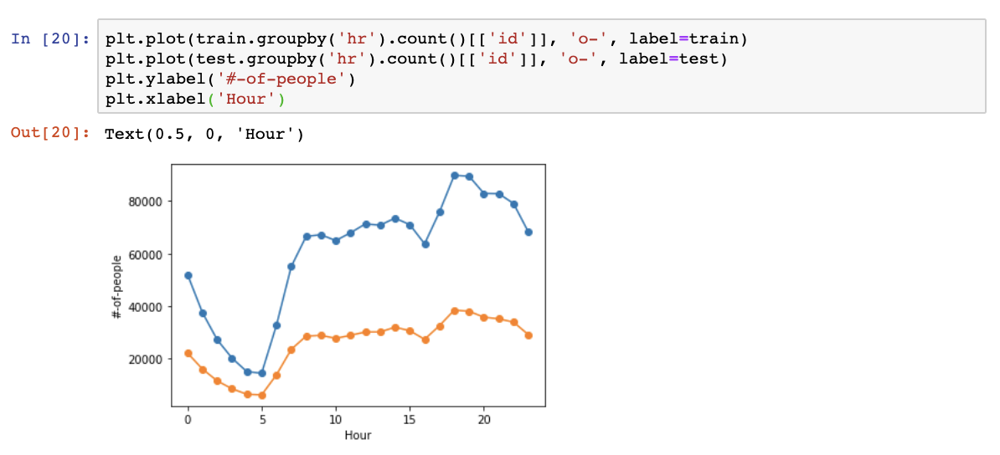 In [20]: plt.plot(train.groupby('hr').count()[['id']], 'o-', label=train)
plt.plot(test.groupby('hr').count()[['id']], 'o-', label=test)
plt.ylabel('#-of-people')
plt.xlabel('Hour')
Out[20]: Text(0.5, 0, 'Hour')
80000
60000
40000
20000
#-of-people
0 5 10 15 20
Hour